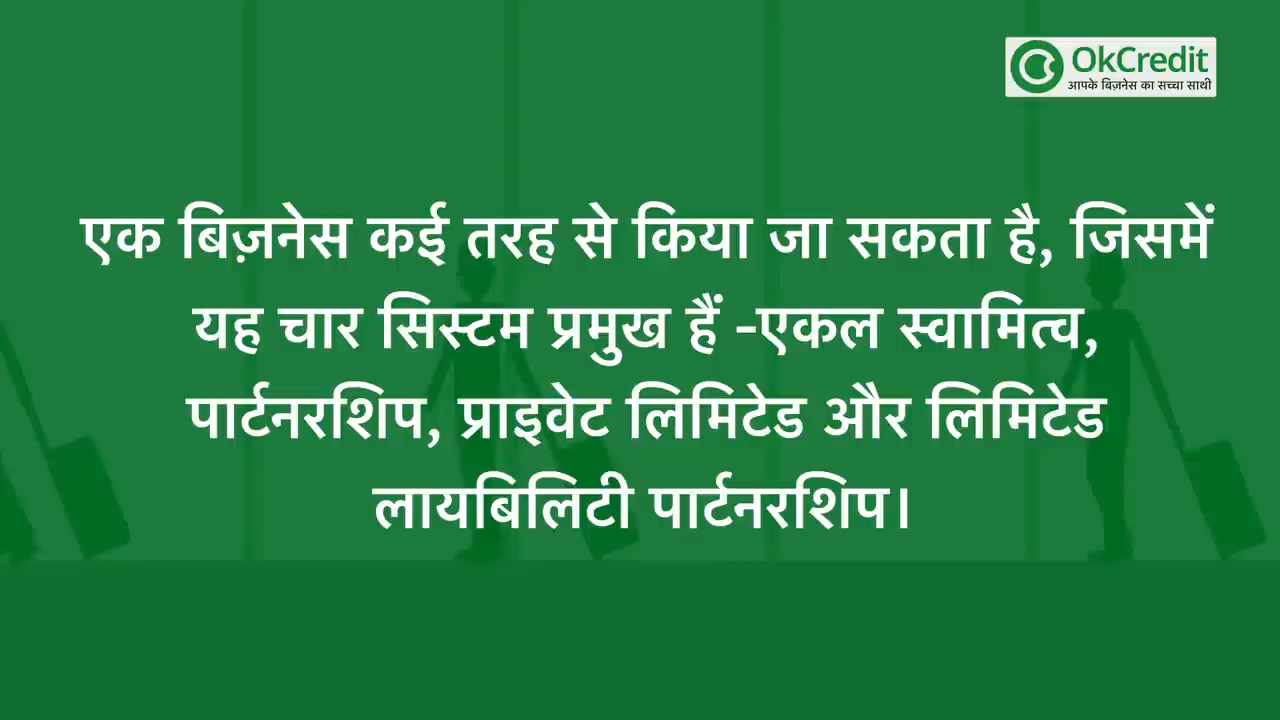 OkCredit
आपके बिज़नेस का सच्चा साथी
एक बिज़नेस कई तरह से किया जा सकता है, जिसमें
यह चार सिस्टम प्रमुख हैं -एकल स्वामित्व,
पार्टनरशिप, प्राइवेट लिमिटेड और लिमिटेड
लायबिलिटी पार्टनरशिप।